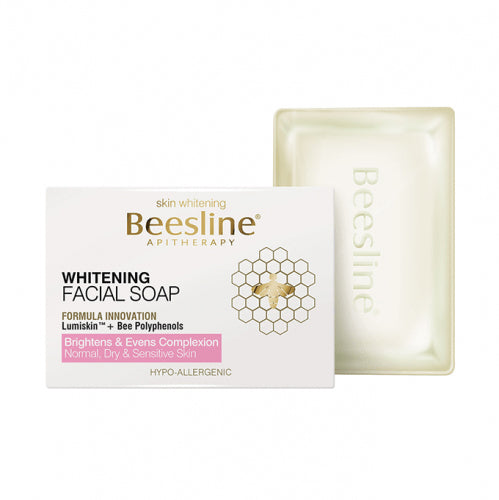 skin whitening
Beesline®
APITHERAPY
WHITENING
FACIAL SOAP
FORMULA INNOVATION
Lumiskin™ + Bee Polyphenols
Brightens & Evens Complexion
Normal, Dry & Sensitive Skin
HYPO-ALLERGENIC
Beesline®